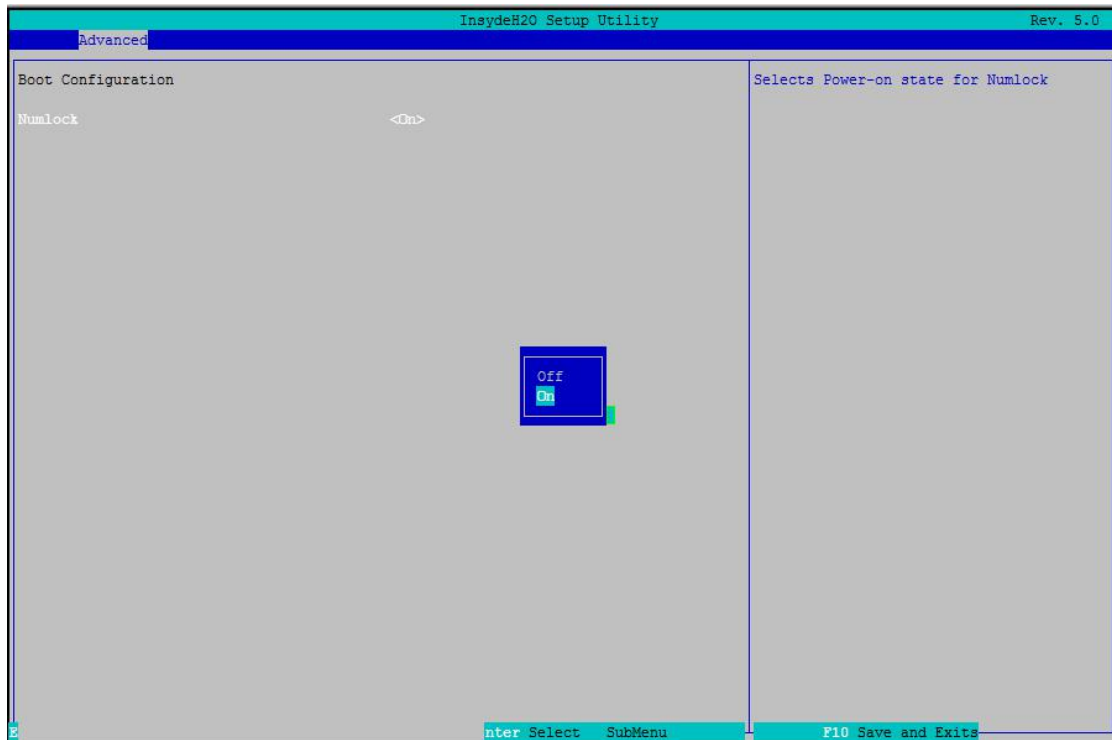 InsydeH20 Setup Utility Rev. 5.0
Advanced
Boot Configuration
Selects Power-on state for Numlock
Numlock <On>
Off
On
E nter Select SubMenu F10 Save and Exits